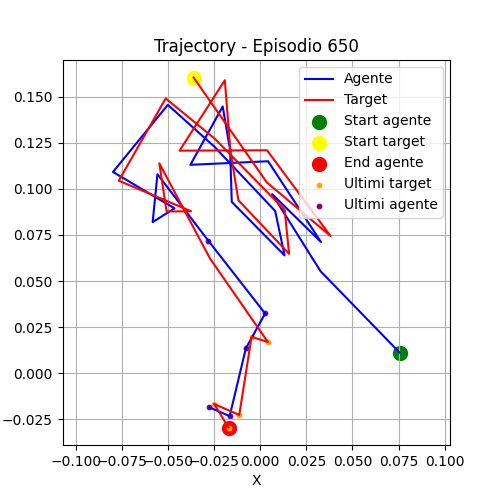 Trajectory - Episodio 650
Agente
Target
Start agente
Start target
End agente
Ultimi target
Ultimi agente
0.150
0.125
0.100
0.075
0.050
0.025
0.000
−0.025
−0.100 −0.075 −0.050 −0.025 0.000 0.025 0.050 0.075 0.100
X